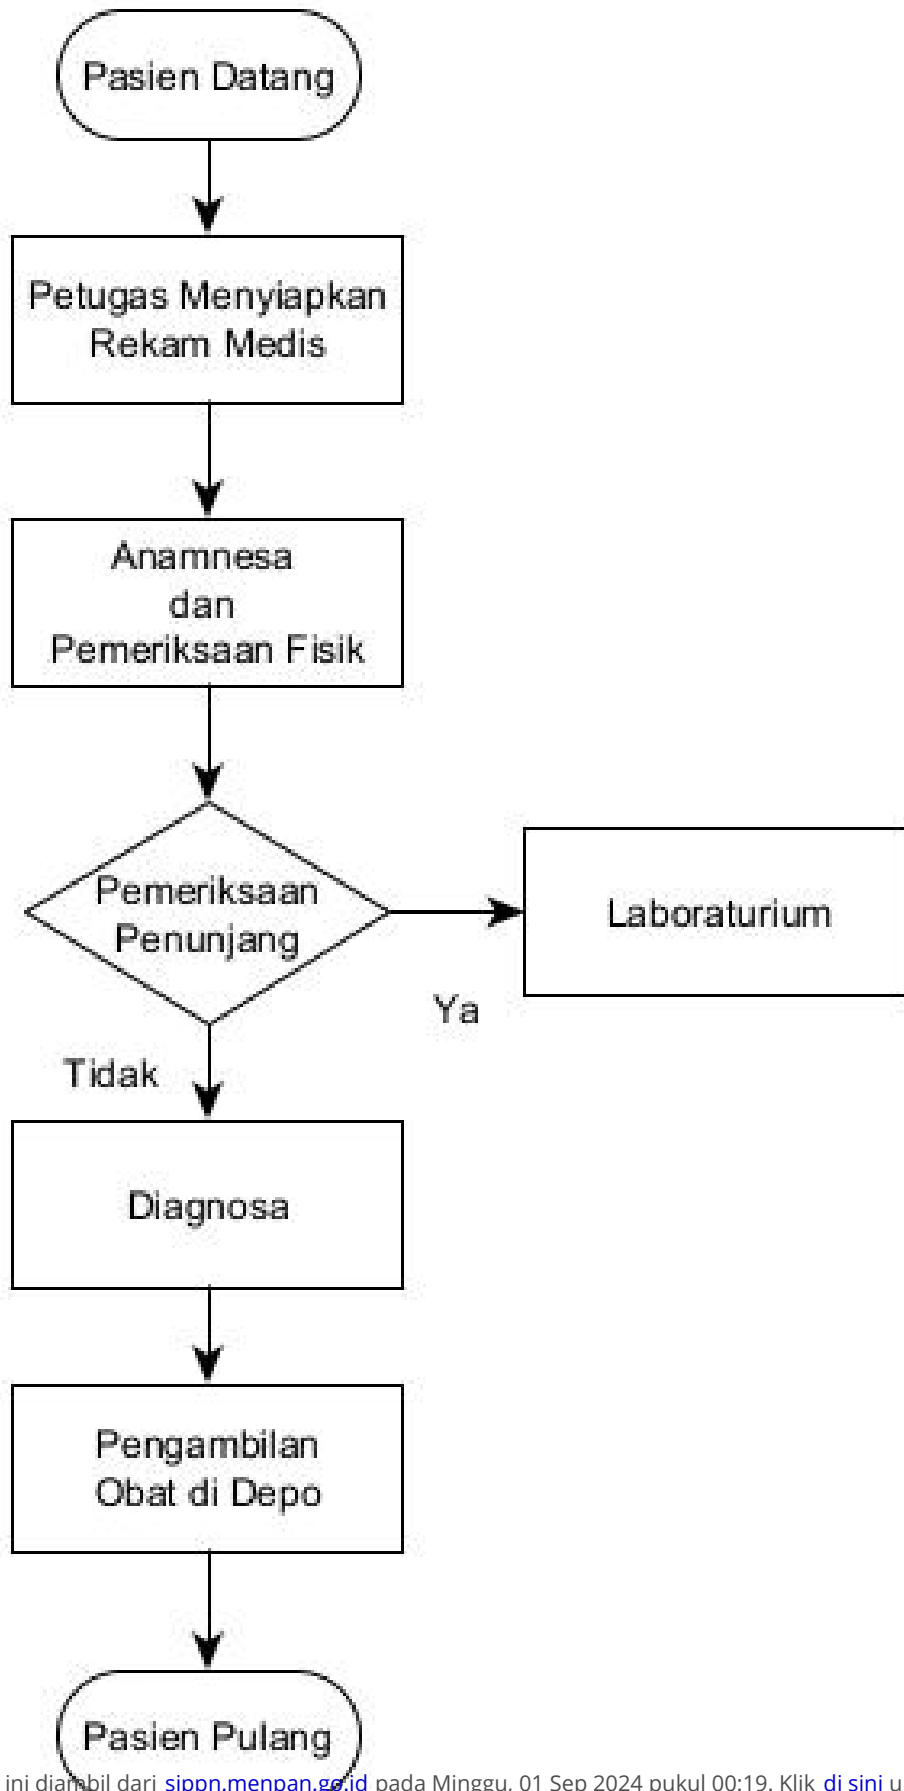 Pasien Datang
Petugas Menyiapkan
Rekam Medis
Anamnesa
dan
Pemeriksaan Fisik
Pemeriksaan
Penunjang
Laboraturium
Ya
Tidak
Diagnosa
Pengambilan
Obat di Depo
Pasien Pulang
ini diambil dari sippn.menpan.go.id pada Minggu, 01 Sep 2024 pukul 00:19. Klik di sini